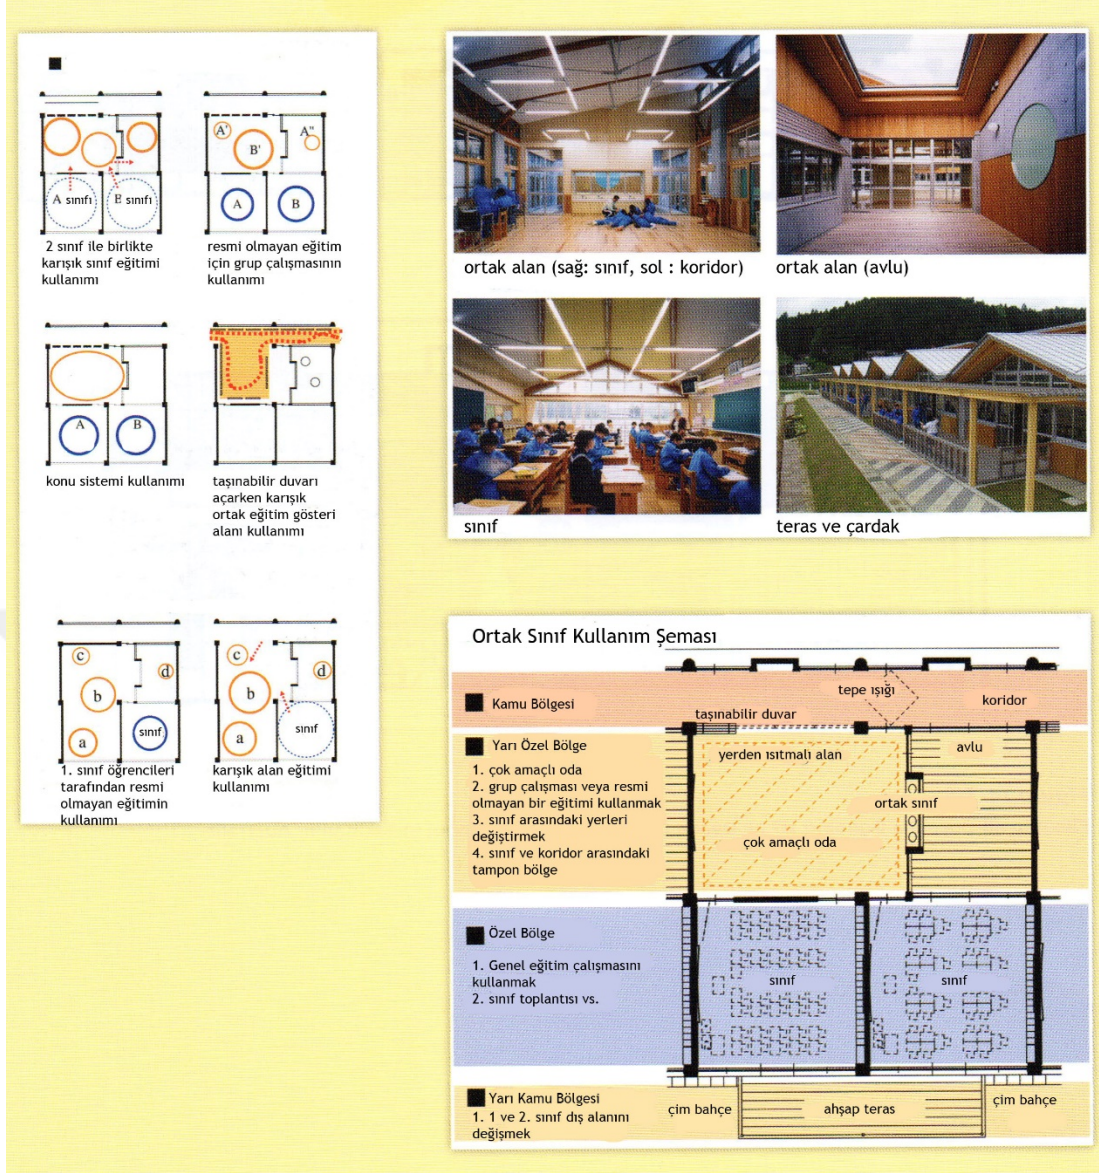 A sınıfı
E sınıfı
2 sınıf ile birlikte
karışık sınıf eğitimi
kullanımı
A'
B'
A"
A
B
resmi olmayan eğitim
için grup çalışmasının
kullanımı
A
B
konu sistemi kullanımı
taşınabilir duvarı
açarken karışık
ortak eğitim gösteri
alanı kullanımı
c
b
d
a
sınıf
1. sınıf öğrencileri
tarafından resmi
olmayan eğitimin
kullanımı
c
b
d
a
sınıf
karışık alan eğitimi
kullanımı
ortak alan (sağ: sınıf, sol : koridor)
ortak alan (avlu)
sınıf
teras ve çardak
Ortak Sınıf Kullanım Şeması
Kamu Bölgesi
tepe ışığı
koridor
taşınabilir duvar
Yarı Özel Bölge
1. çok amaçlı oda
2. grup çalışması veya resmi
olmayan bir eğitimi kullanmak
3. sınıf arasındaki yerleri
değiştirmek
4. sınıf ve koridor arasındaki
tampon bölge
yerden ısıtmalı alan
avlu
ortak sınıf
çok amaçlı oda
Özel Bölge
1. Genel eğitim çalışmasını
kullanmak
2. sınıf toplantısı vs.
sınıf
sınıf
Yarı Kamu Bölgesi
1. 1 ve 2. sınıf dış alanını
değişmek
çim bahçe
ahşap teras
çim bahçe